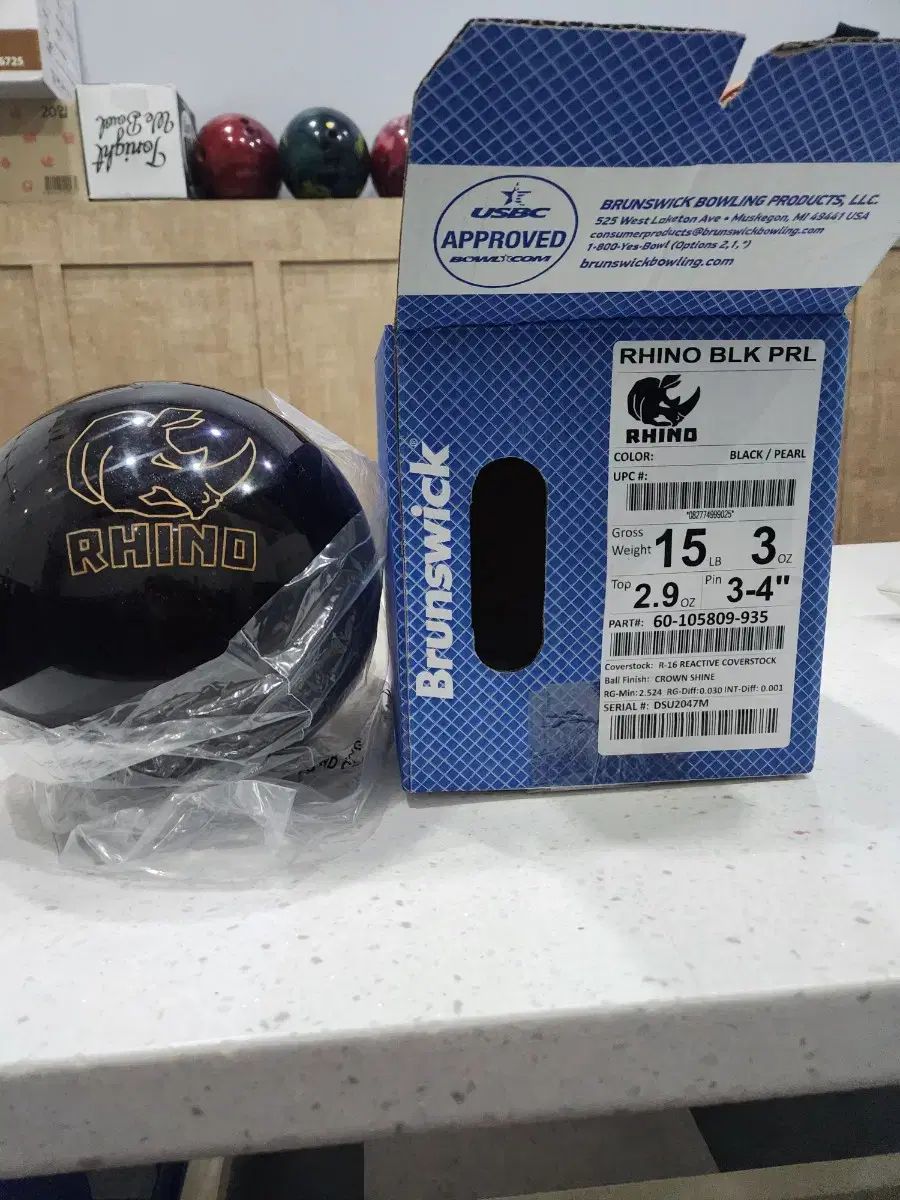 5725
2021
We Bowl
Tonight
USBC
APPROVED
BOWL.COM
BRUNSWICK BOWLING PRODUCTS, LLC.
525 West Laketon Ave • Muskegon, MI 49441 USA
consumerproducts@brunswickbowling.com
1-800-Yes-Bowl (Options 2,1,*)
brunswickbowling.com
RHINO
Brunswick®
RHINO BLK PRL
RHINO
COLOR: BLACK / PEARL
UPC #:
*082774999025*
Gross Weight 15 LB 3 OZ
Top 2.9 OZ Pin 3-4"
PART#: 60-105809-935
Coverstock: R-16 REACTIVE COVERSTOCK
Ball Finish: CROWN SHINE
RG-Min: 2.524 RG-Diff: 0.030 INT-Diff: 0.001
SERIAL #: DSU2047M